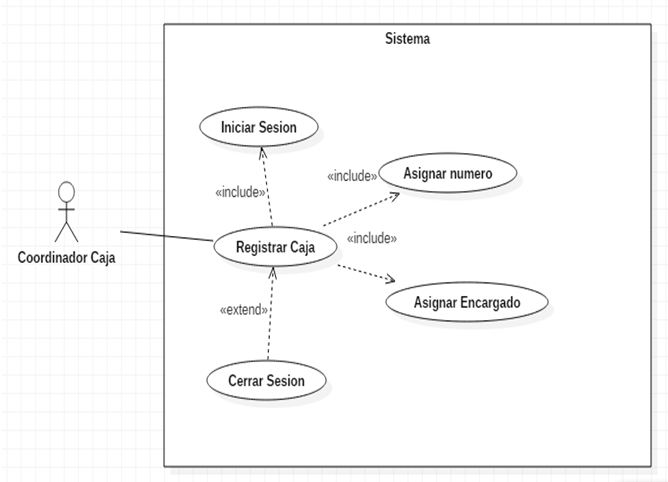 Sistema
Iniciar Sesion
«include»
Asignar numero
«include»
Coordinador Caja
Registrar Caja
«include»
Asignar Encargado
«extend»
Cerrar Sesion